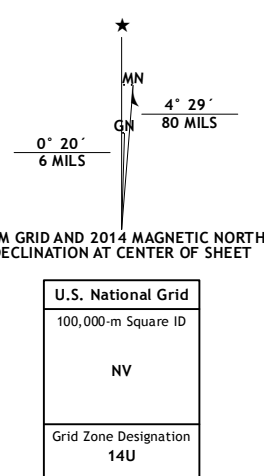 ★
MN
4° 29´
GN
80 MILS
0° 20´
6 MILS
M GRID AND 2014 MAGNETIC NORTH
DECLINATION AT CENTER OF SHEET
U.S. National Grid
100,000-m Square ID
NV
Grid Zone Designation
14U